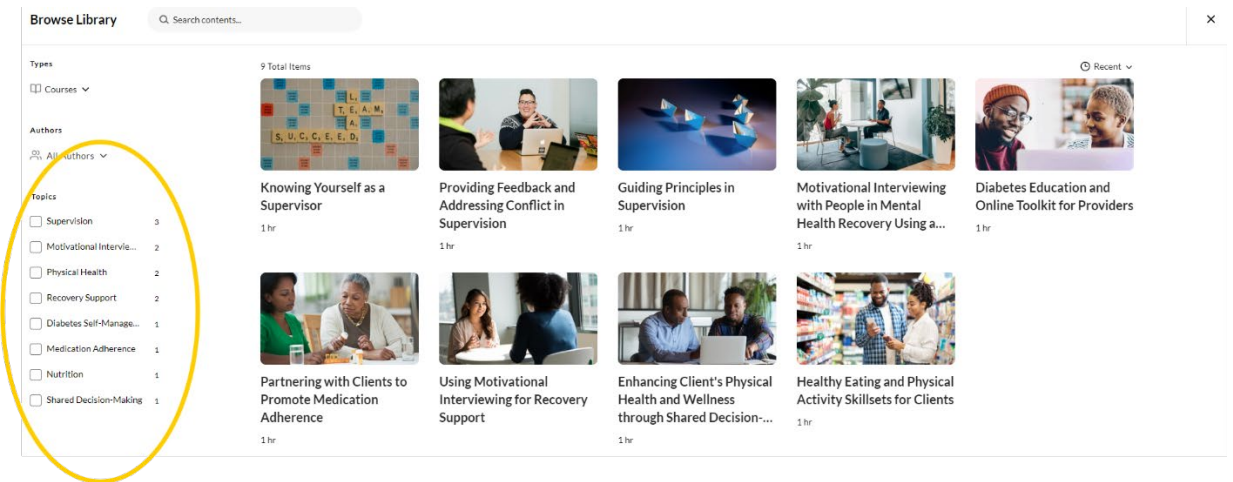 Browse Library
Search contents...
Types
Courses
Authors
All Authors
Topics
Supervision 3
Motivational Intervie... 2
Physical Health 2
Recovery Support 2
Diabetes Self-Manage... 1
Medication Adherence 1
Nutrition 1
Shared Decision-Making 1
9 Total Items
Recent
L,
T, E, A, M,
A,
S, U, C, C, E, E, D,
Knowing Yourself as a
Supervisor
1 hr
Providing Feedback and
Addressing Conflict in
Supervision
1 hr
Guiding Principles in
Supervision
1 hr
Motivational Interviewing
with People in Mental
Health Recovery Using a...
1 hr
Diabetes Education and
Online Toolkit for Providers
1 hr
Partnering with Clients to
Promote Medication
Adherence
1 hr
Using Motivational
Interviewing for Recovery
Support
Enhancing Client's Physical
Health and Wellness
through Shared Decision-...
1 hr
Healthy Eating and Physical
Activity Skillsets for Clients
1 hr